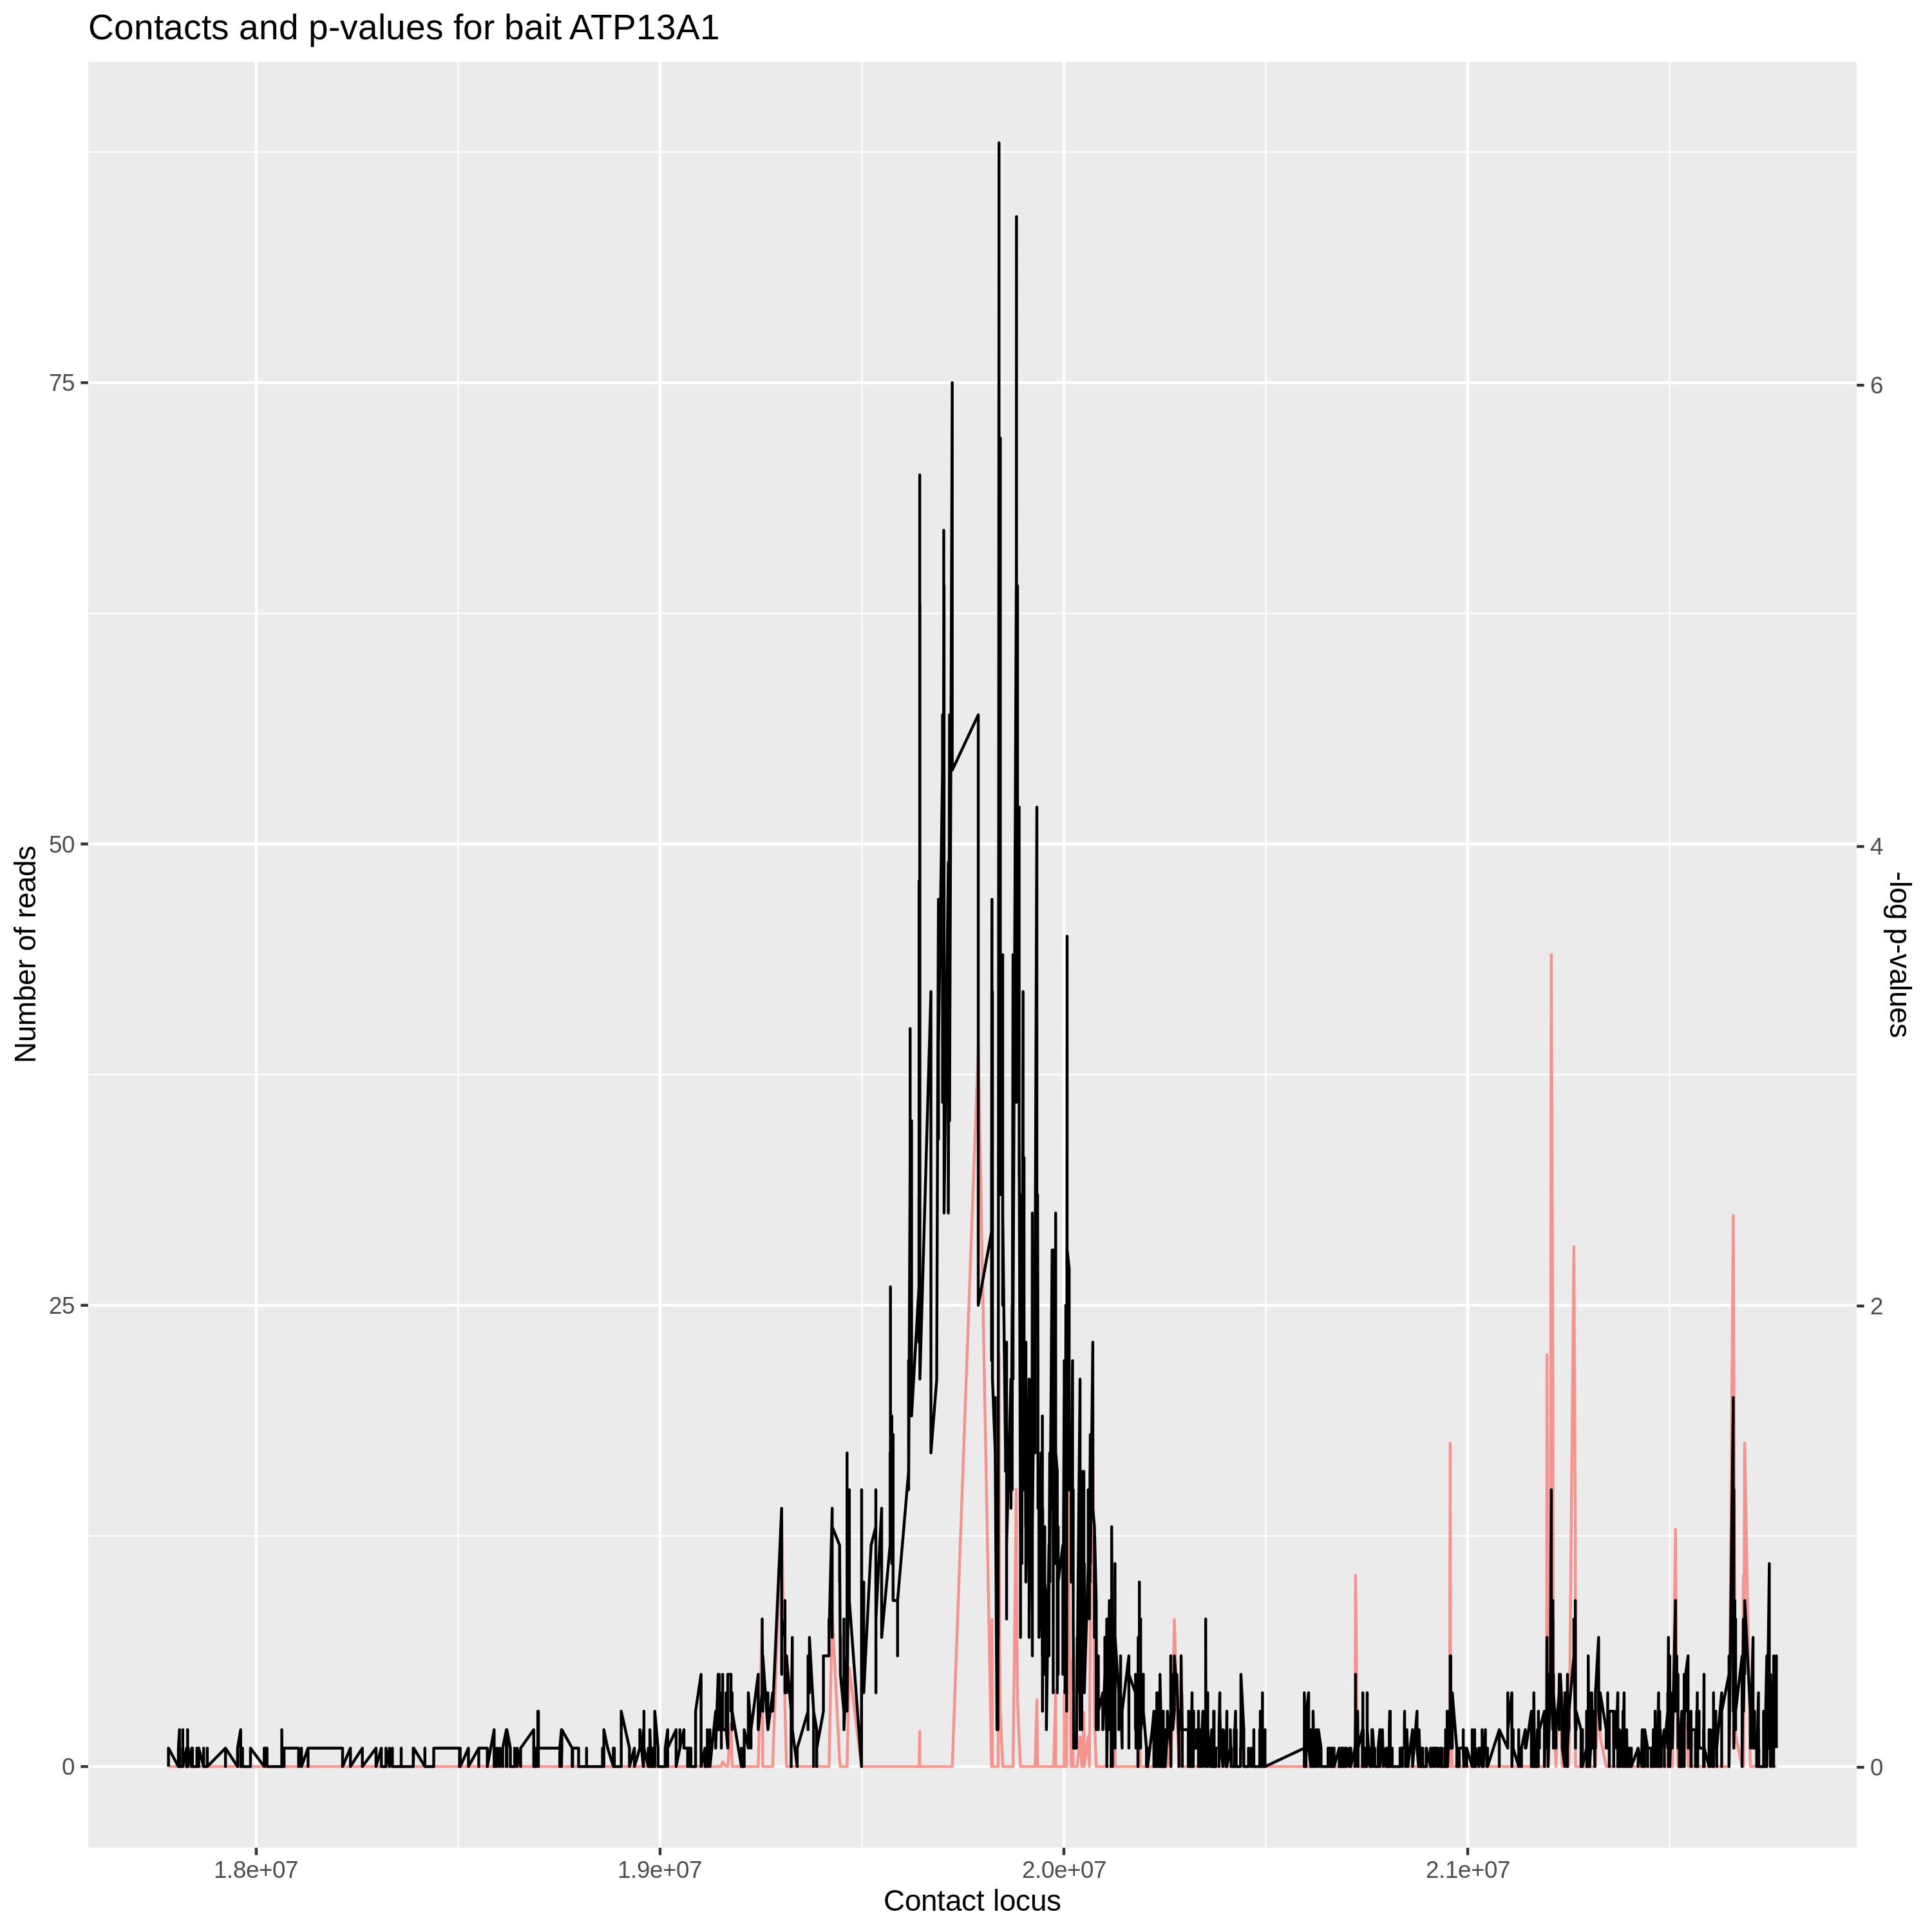 Contacts and p-values for bait ATP13A1
75
50
25
0
Number of reads
6
4
2
0
-log p-values
1.8e+07
1.9e+07
2.0e+07
2.1e+07
Contact locus